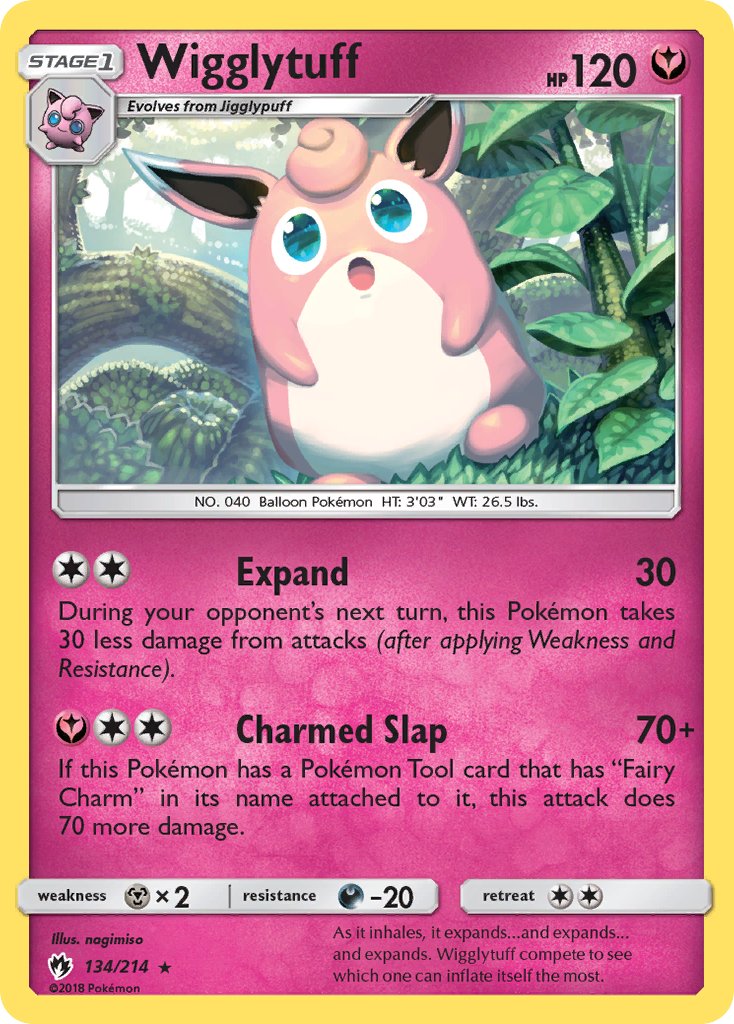 STAGE1
Wigglytuff
HP 120
Evolves from Jigglypuff
NO. 040 Balloon Pokémon HT: 3'03" WT: 26.5 lbs.
Expand 30
During your opponent's next turn, this Pokémon takes
30 less damage from attacks (after applying Weakness and
Resistance).
Charmed Slap 70+
If this Pokémon has a Pokémon Tool card that has “Fairy
Charm” in its name attached to it, this attack does
70 more damage.
weakness ×2 resistance -20 retreat
Illus. nagimiso
134/214 ★
©2018 Pokémon
As it inhales, it expands...and expands...
and expands. Wigglytuff compete to see
which one can inflate itself the most.